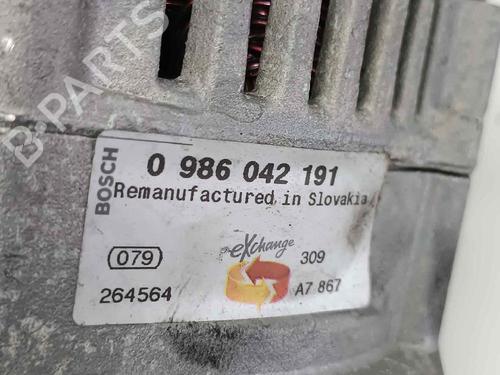 B-PARTS
BOSCH
0 986 042 191
Remanufactured in Slovakia
079
eXchange
309
264564
A7 867